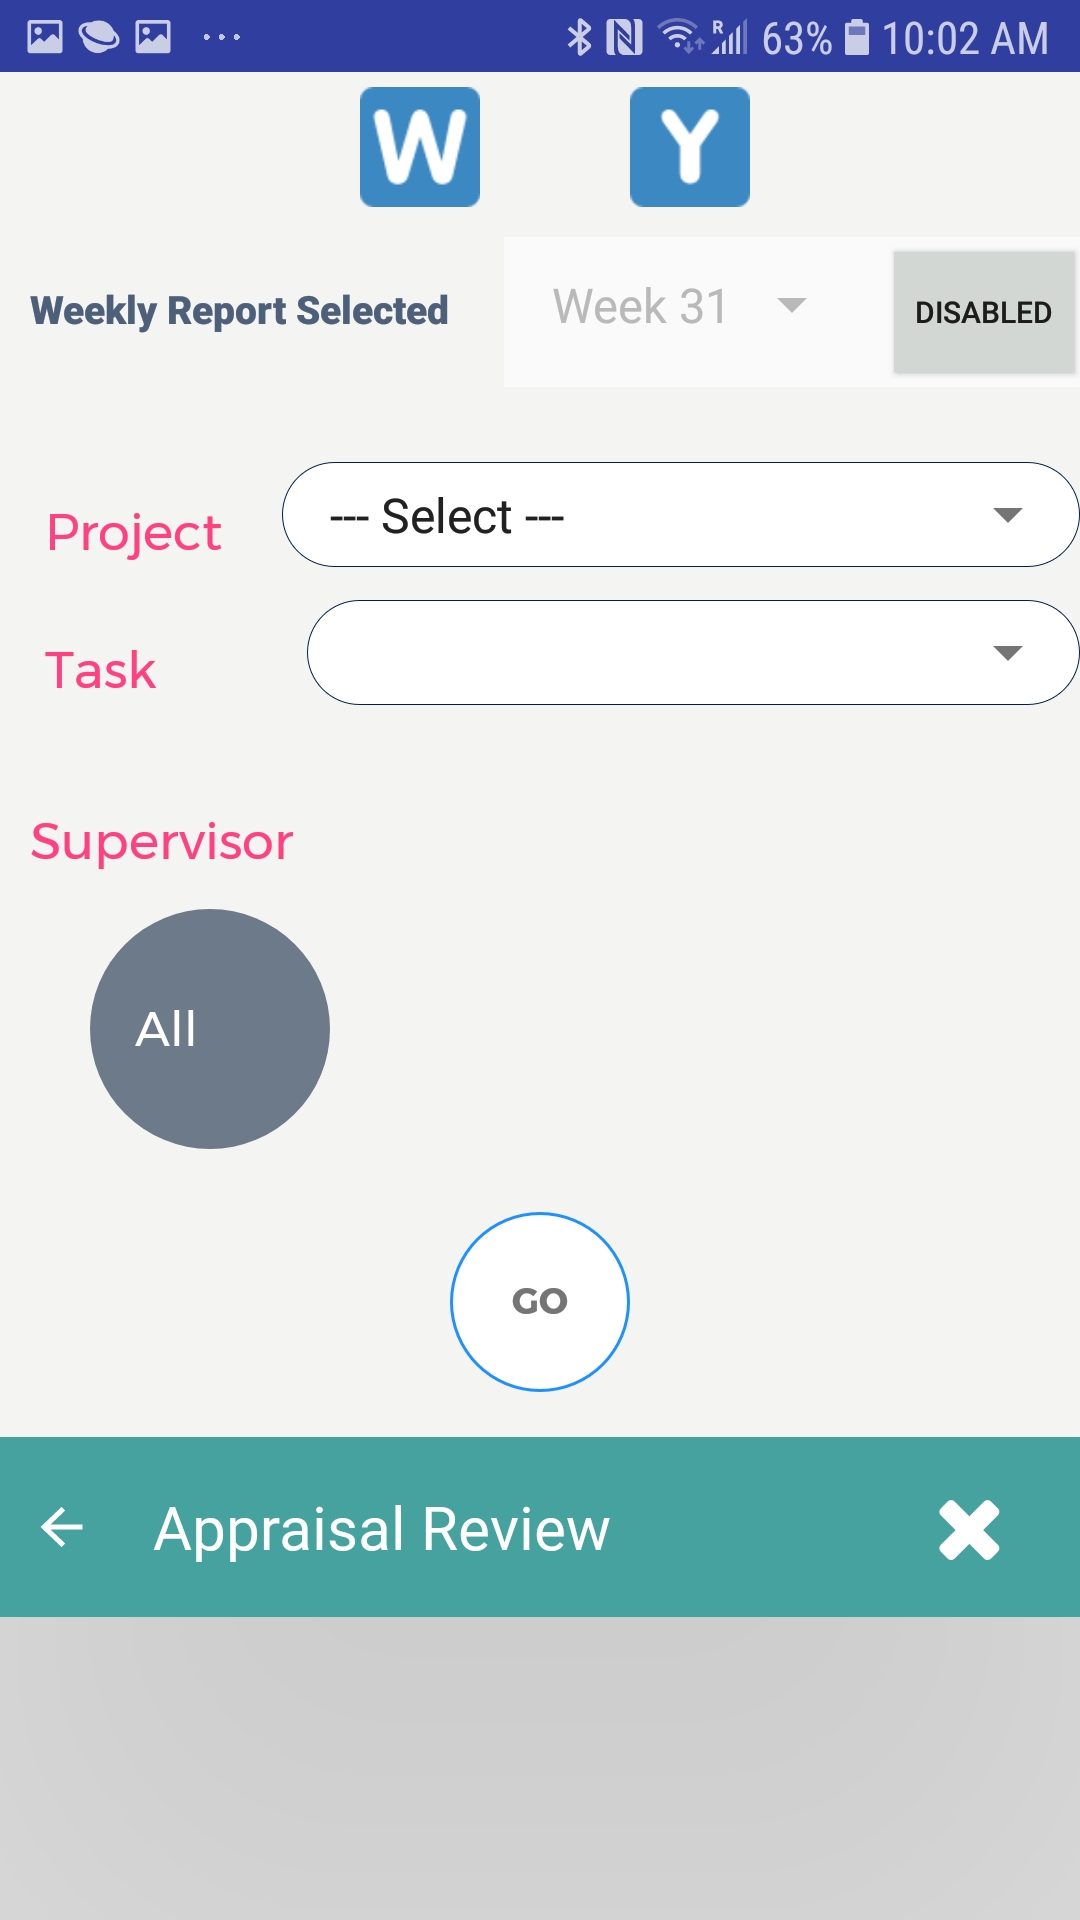 R 63% 10:02 AM
W Y
Weekly Report Selected Week 31 DISABLED
Project --- Select ---
Task
Supervisor
All
GO
Appraisal Review